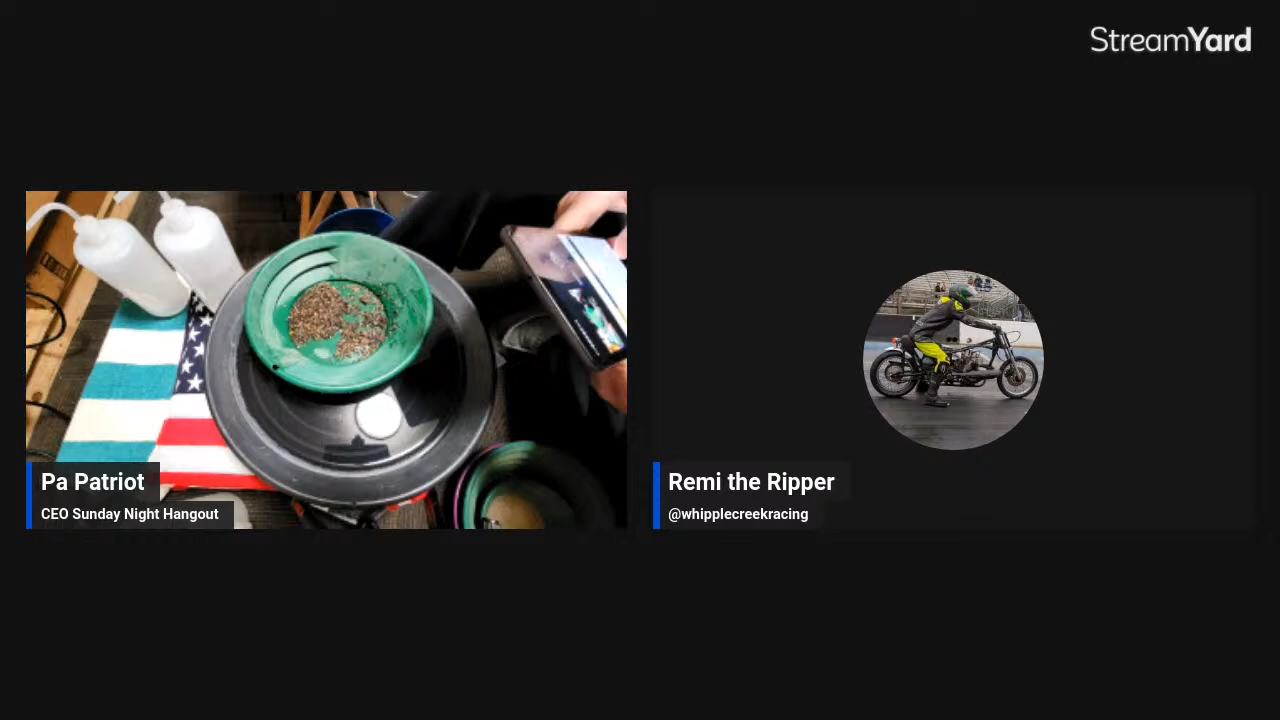 StreamYard
Pa Patriot
CEO Sunday Night Hangout
Remi the Ripper
@whipplecreekracing